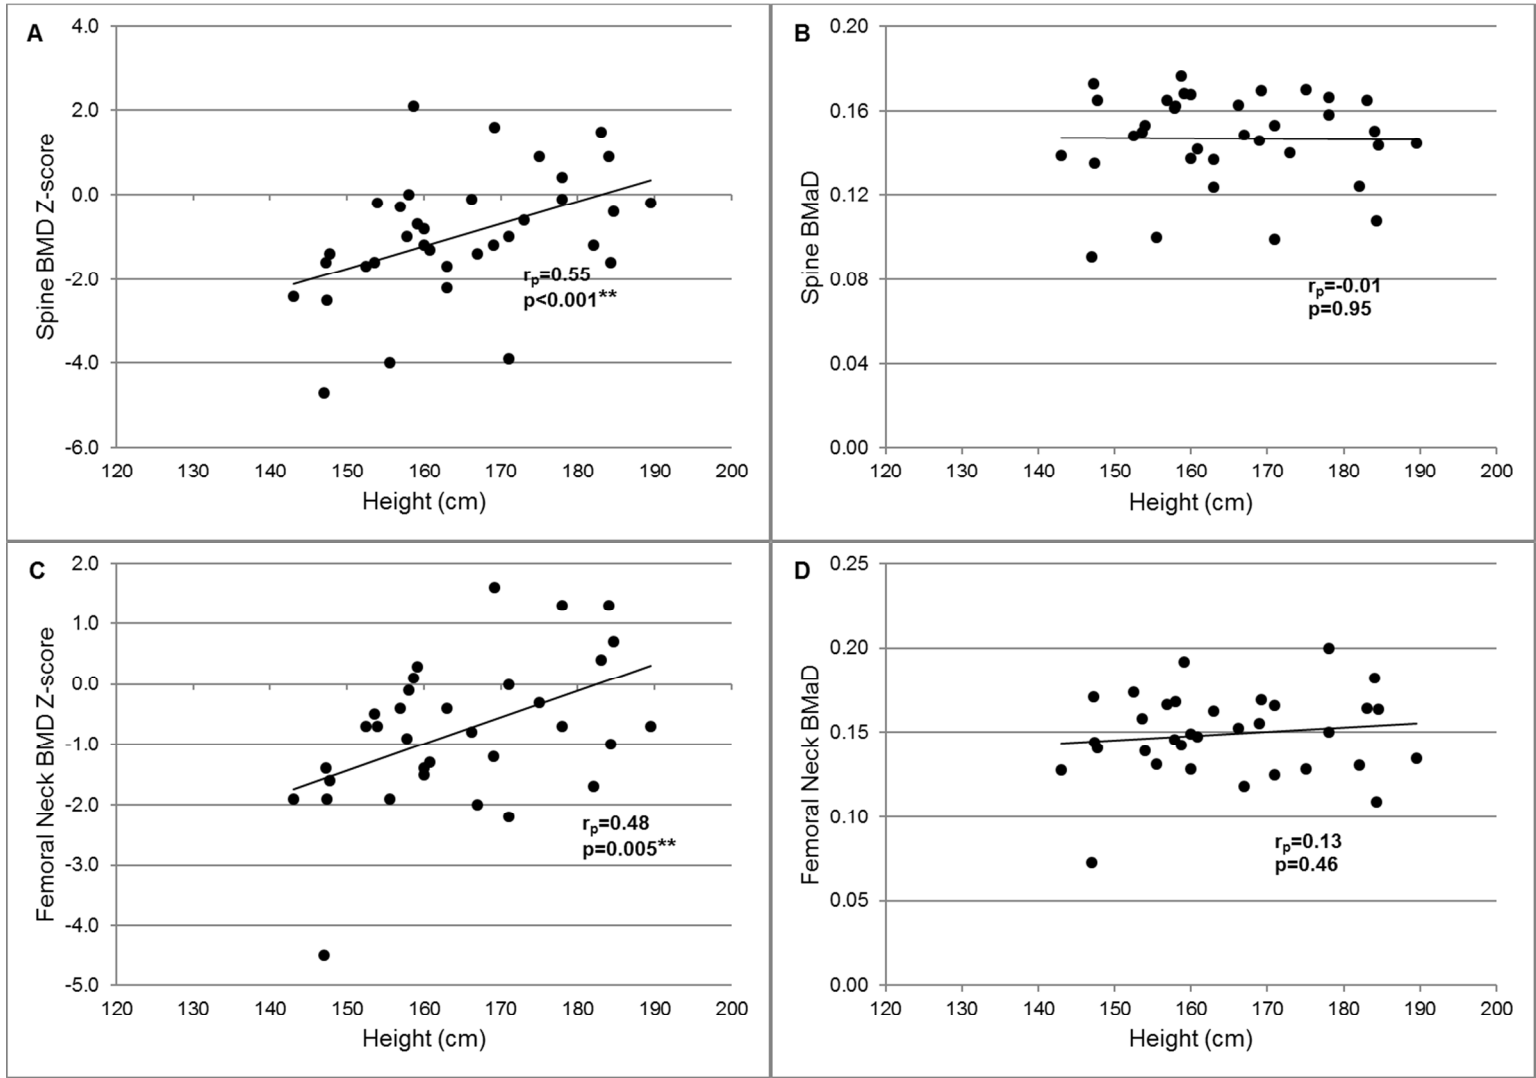 A
Spine BMD Z-score
4.0
2.0
0.0
-2.0
-4.0
-6.0
rp=0.55
p<0.001**
120 130 140 150 160 170 180 190 200
Height (cm)
B
Spine BMaD
0.20
0.16
0.12
0.08
0.04
0.00
rp=-0.01
p=0.95
120 130 140 150 160 170 180 190 200
Height (cm)
C
Femoral Neck BMD Z-score
2.0
1.0
0.0
-1.0
-2.0
-3.0
-4.0
-5.0
rp=0.48
p=0.005**
120 130 140 150 160 170 180 190 200
Height (cm)
D
Femoral Neck BMaD
0.25
0.20
0.15
0.10
0.05
0.00
rp=0.13
p=0.46
120 130 140 150 160 170 180 190 200
Height (cm)